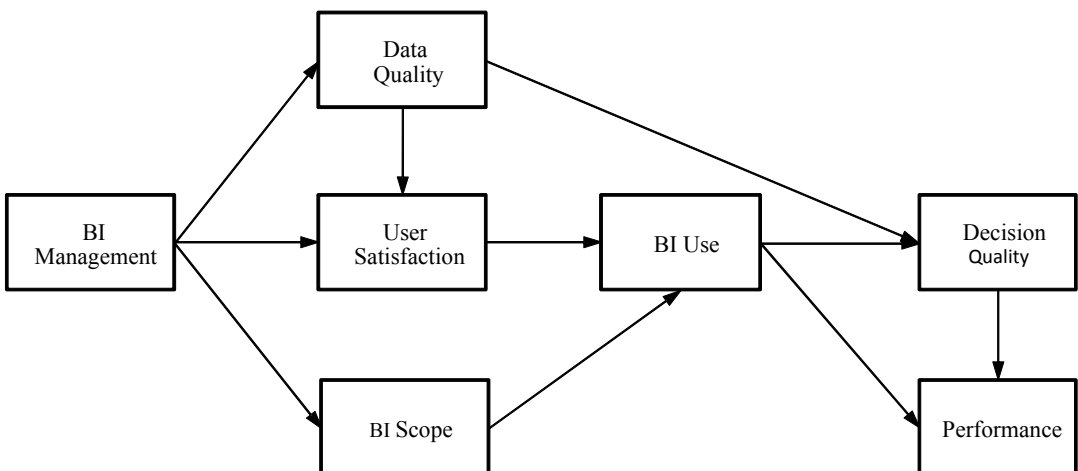 Data
Quality
BI
Management
User
Satisfaction
BI Use
Decision
Quality
BI Scope
Performance